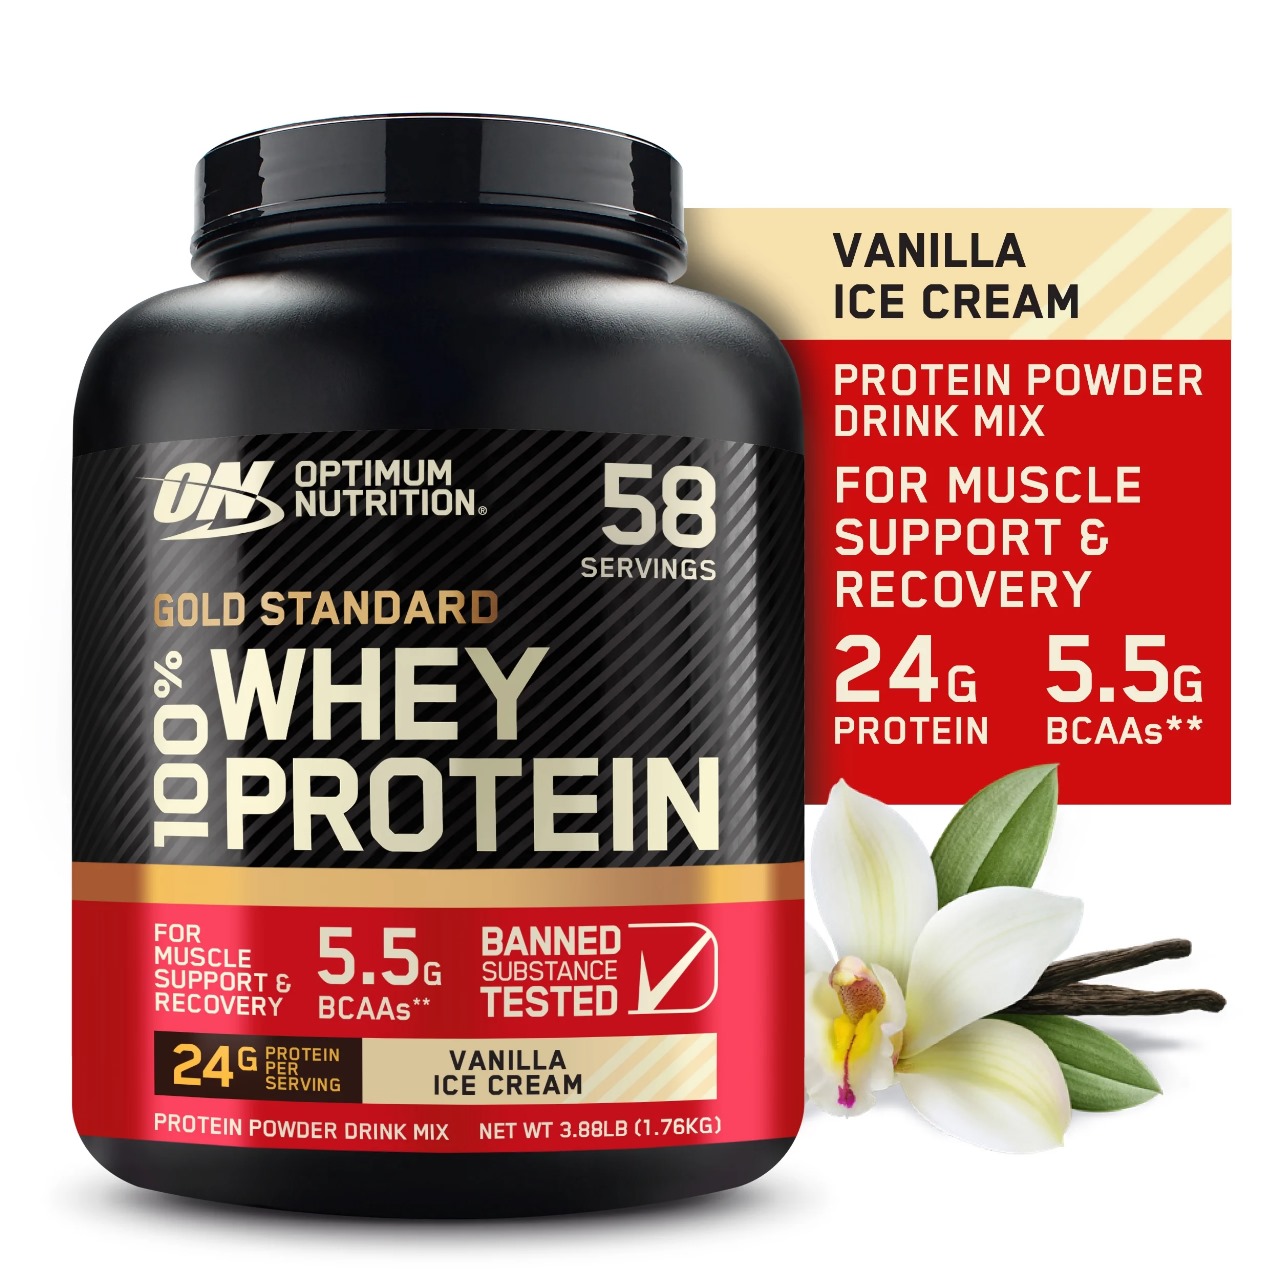 ON OPTIMUM
NUTRITION®
58
SERVINGS
GOLD STANDARD
100% WHEY
PROTEIN
FOR
MUSCLE
SUPPORT &
RECOVERY
5.5G
BCAAs**
BANNED
SUBSTANCE
TESTED
24G PROTEIN
PER
SERVING
VANILLA
ICE CREAM
PROTEIN POWDER DRINK MIX NET WT 3.88LB (1.76KG)
VANILLA
ICE CREAM
PROTEIN POWDER
DRINK MIX
FOR MUSCLE
SUPPORT &
RECOVERY
24G 5.5G
PROTEIN BCAAs**